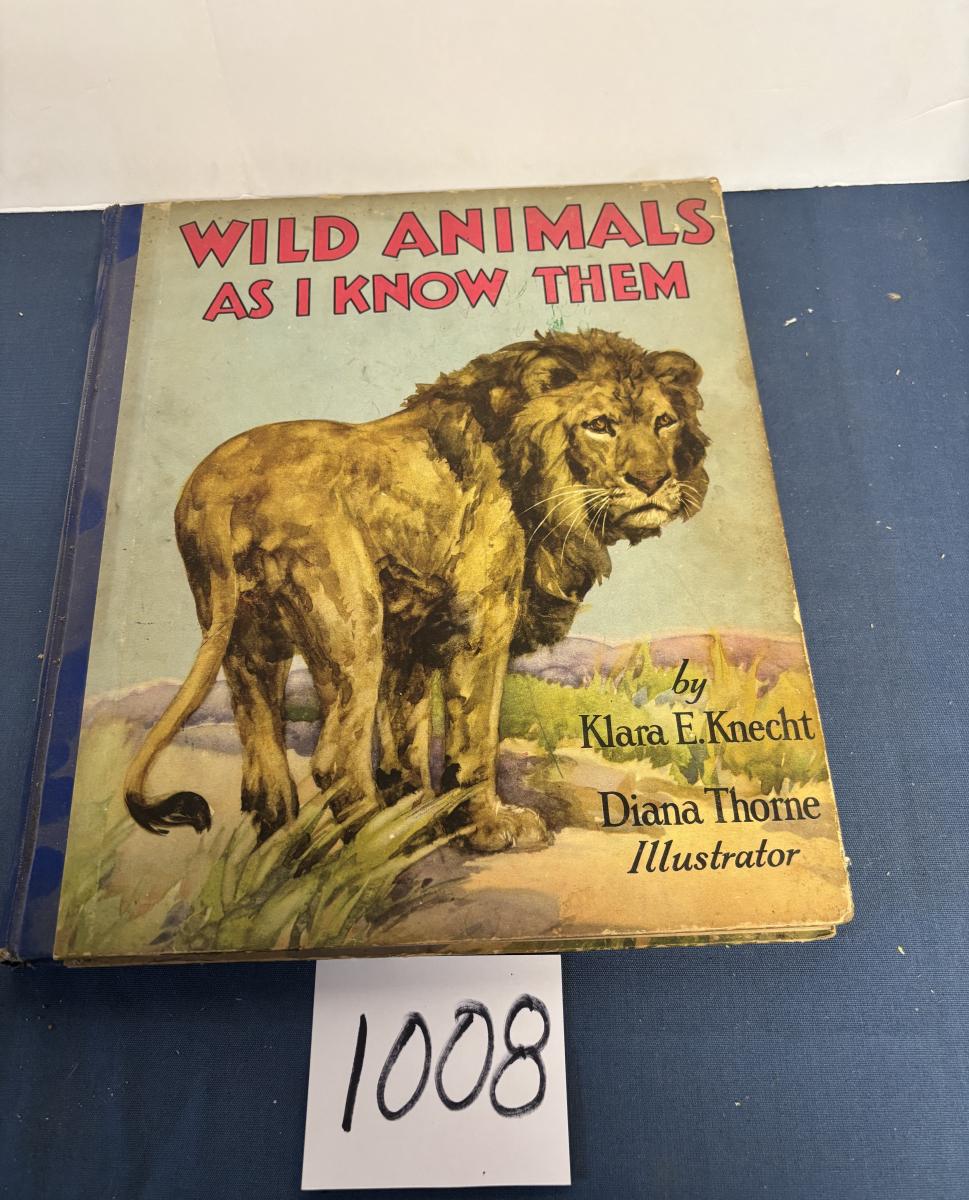 WILD ANIMALS
AS I KNOW THEM
by
Klara E. Knecht
Diana Thorne
Illustrator
1008